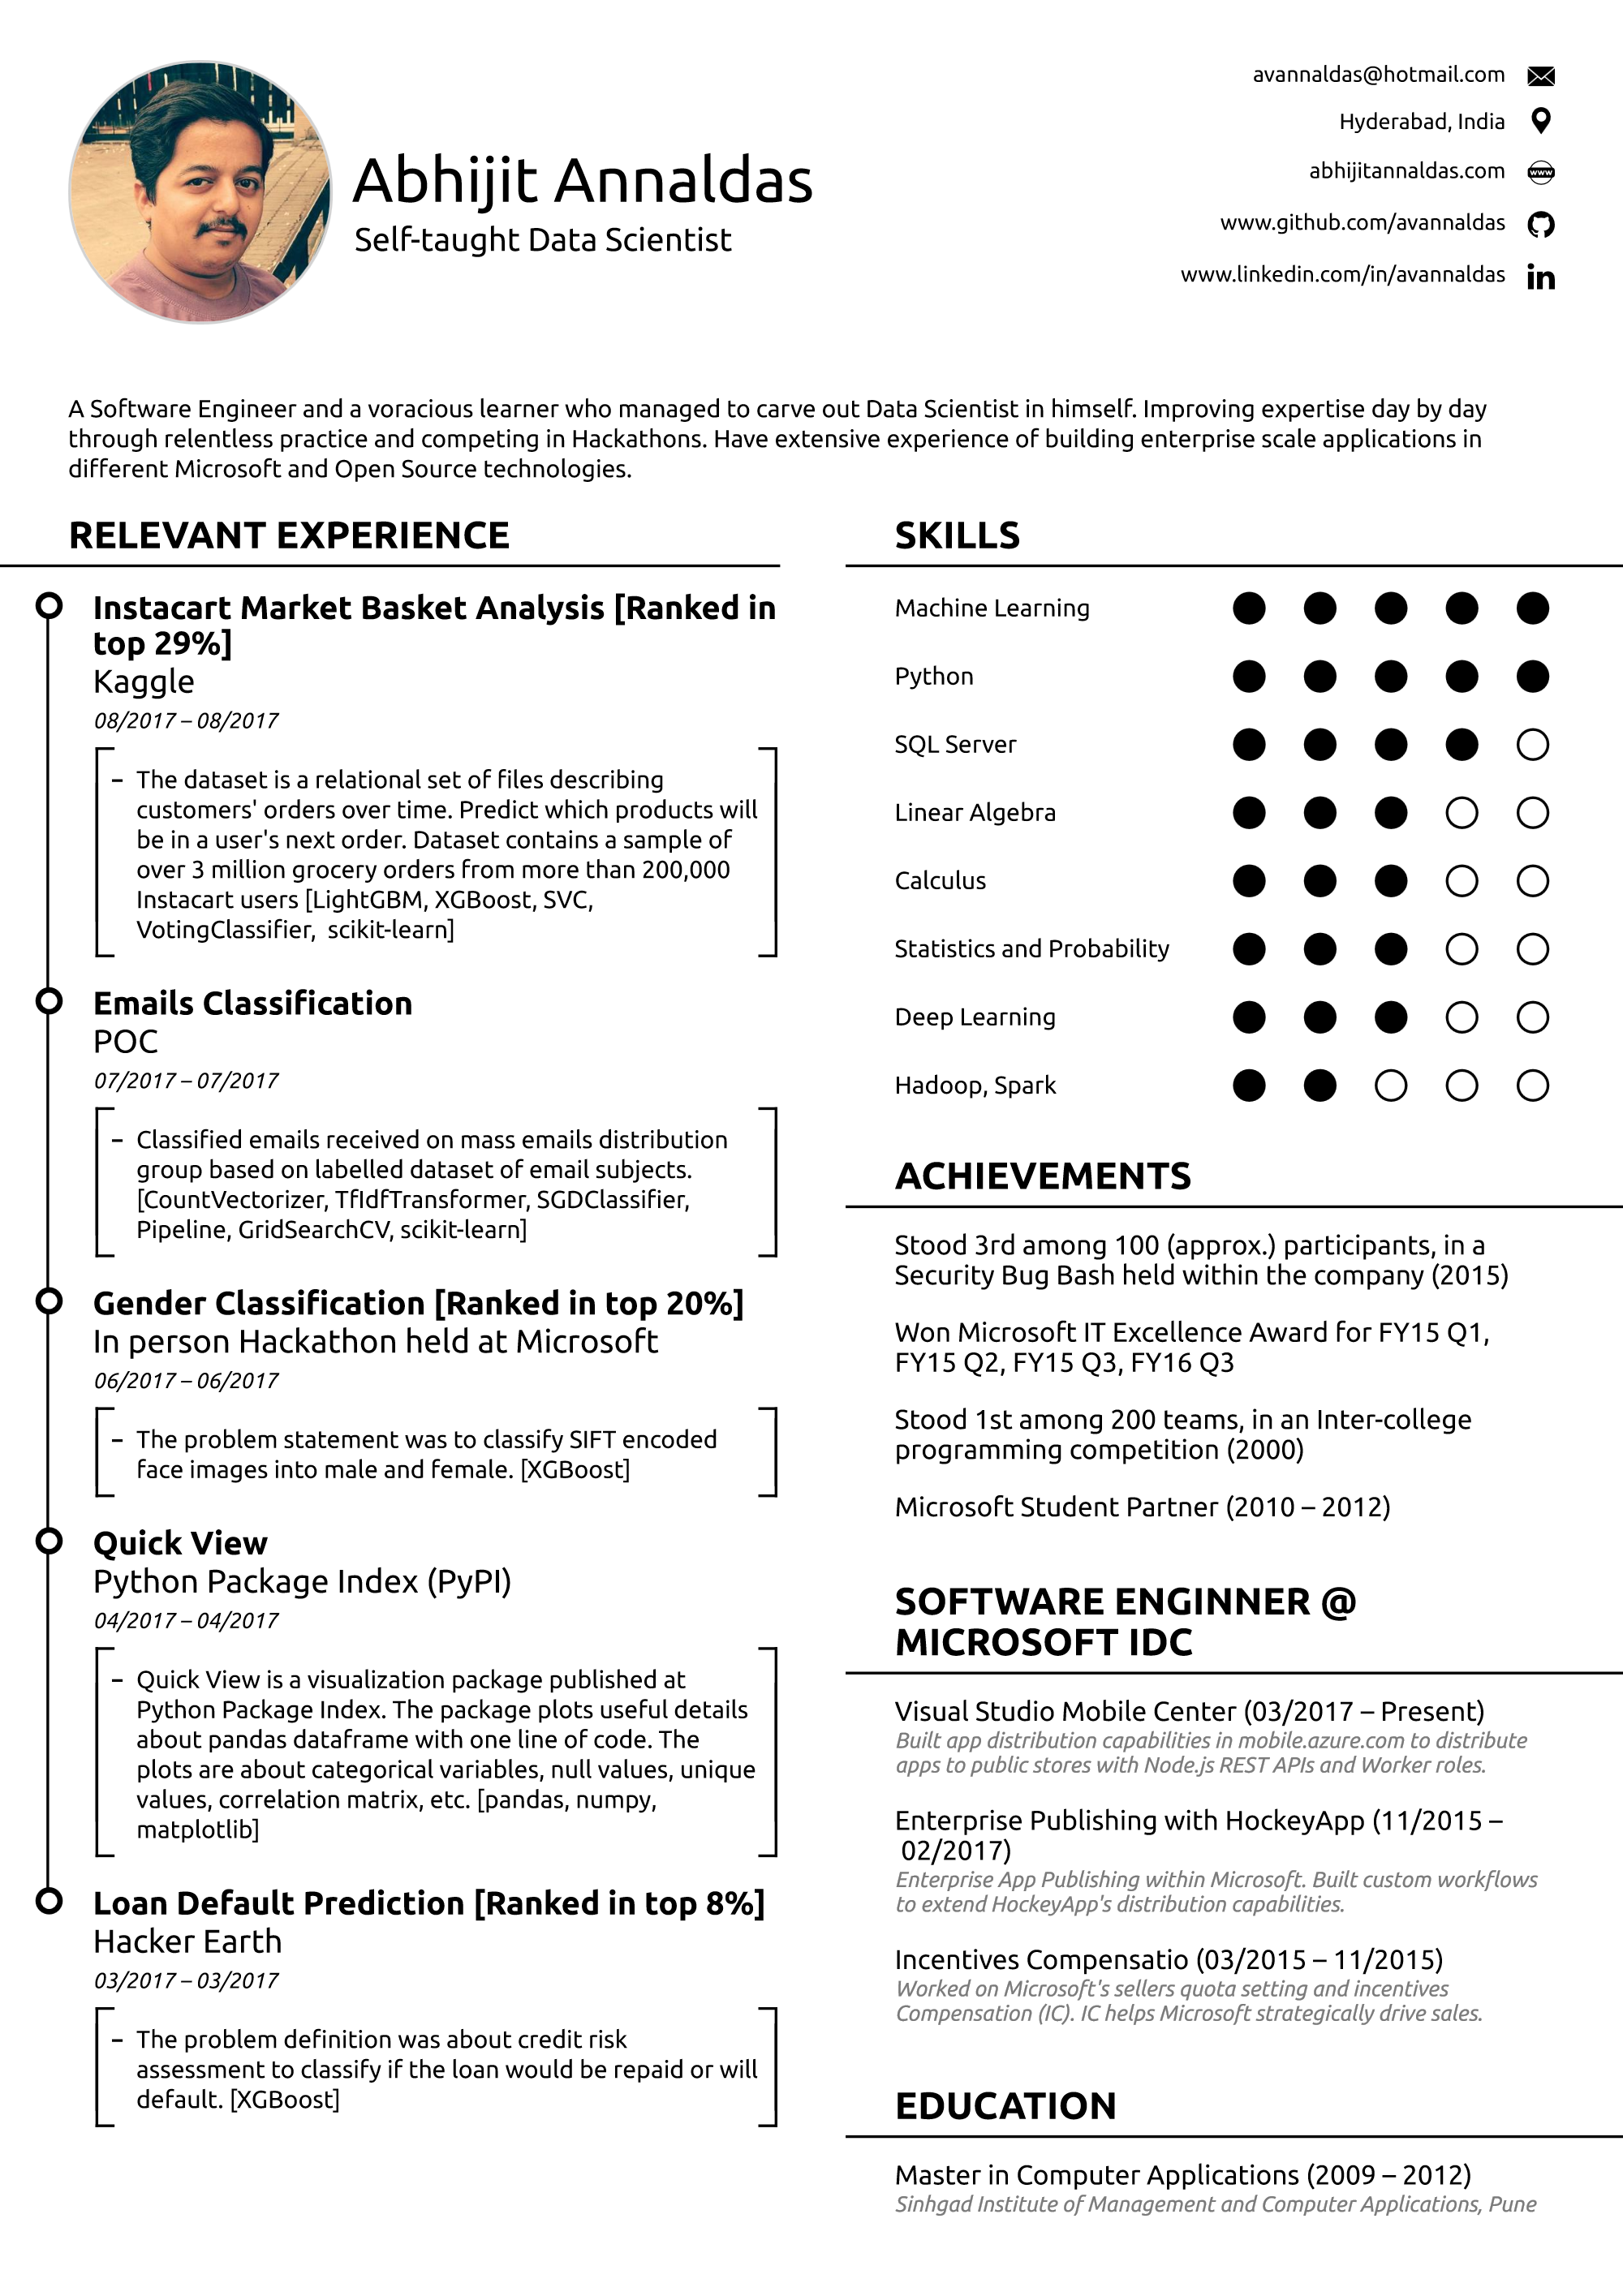 Abhijit Annaldas
Self-taught Data Scientist
avannaldas@hotmail.com
Hyderabad, India
abhijitannaldas.com
www
www.github.com/avannaldas
www.linkedin.com/in/avannaldas
in
A Software Engineer and a voracious learner who managed to carve out Data Scientist in himself. Improving expertise day by day
through relentless practice and competing in Hackathons. Have extensive experience of building enterprise scale applications in
different Microsoft and Open Source technologies.
RELEVANT EXPERIENCE
Instacart Market Basket Analysis [Ranked in
top 29%]
Kaggle
08/2017 – 08/2017
– The dataset is a relational set of files describing
customers' orders over time. Predict which products will
be in a user's next order. Dataset contains a sample of
over 3 million grocery orders from more than 200,000
Instacart users [LightGBM, XGBoost, SVC,
VotingClassifier,  scikit-learn]
Emails Classification
POC
07/2017 – 07/2017
– Classified emails received on mass emails distribution
group based on labelled dataset of email subjects.
[CountVectorizer, TfIdfTransformer, SGDClassifier,
Pipeline, GridSearchCV, scikit-learn]
Gender Classification [Ranked in top 20%]
In person Hackathon held at Microsoft
06/2017 – 06/2017
– The problem statement was to classify SIFT encoded
face images into male and female. [XGBoost]
Quick View
Python Package Index (PyPI)
04/2017 – 04/2017
– Quick View is a visualization package published at
Python Package Index. The package plots useful details
about pandas dataframe with one line of code. The
plots are about categorical variables, null values, unique
values, correlation matrix, etc. [pandas, numpy,
matplotlib]
Loan Default Prediction [Ranked in top 8%]
Hacker Earth
03/2017 – 03/2017
– The problem definition was about credit risk
assessment to classify if the loan would be repaid or will
default. [XGBoost]
SKILLS
Machine Learning
Python
SQL Server
Linear Algebra
Calculus
Statistics and Probability
Deep Learning
Hadoop, Spark
ACHIEVEMENTS
Stood 3rd among 100 (approx.) participants, in a
Security Bug Bash held within the company (2015)
Won Microsoft IT Excellence Award for FY15 Q1,
FY15 Q2, FY15 Q3, FY16 Q3
Stood 1st among 200 teams, in an Inter-college
programming competition (2000)
Microsoft Student Partner (2010 – 2012)
SOFTWARE ENGINNER @
MICROSOFT IDC
Visual Studio Mobile Center (03/2017 – Present)
Built app distribution capabilities in mobile.azure.com to distribute
apps to public stores with Node.js REST APIs and Worker roles.
Enterprise Publishing with HockeyApp (11/2015 –
02/2017)
Enterprise App Publishing within Microsoft. Built custom workflows
to extend HockeyApp's distribution capabilities.
Incentives Compensatio (03/2015 – 11/2015)
Worked on Microsoft's sellers quota setting and incentives
Compensation (IC). IC helps Microsoft strategically drive sales.
EDUCATION
Master in Computer Applications (2009 – 2012)
Sinhgad Institute of Management and Computer Applications, Pune